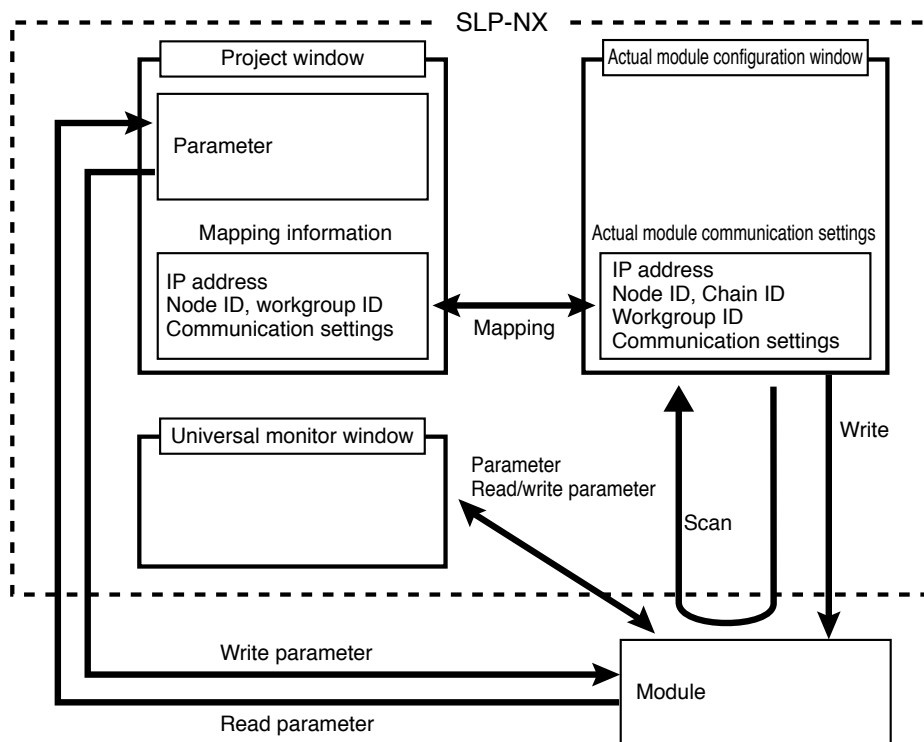 SLP-NX
Project window
Actual module configuration window
Parameter
Mapping information
IP address
Node ID, workgroup ID
Communication settings
Mapping
Actual module communication settings
IP address
Node ID, Chain ID
Workgroup ID
Communication settings
Universal monitor window
Parameter
Read/write parameter
Scan
Write
Write parameter
Read parameter
Module